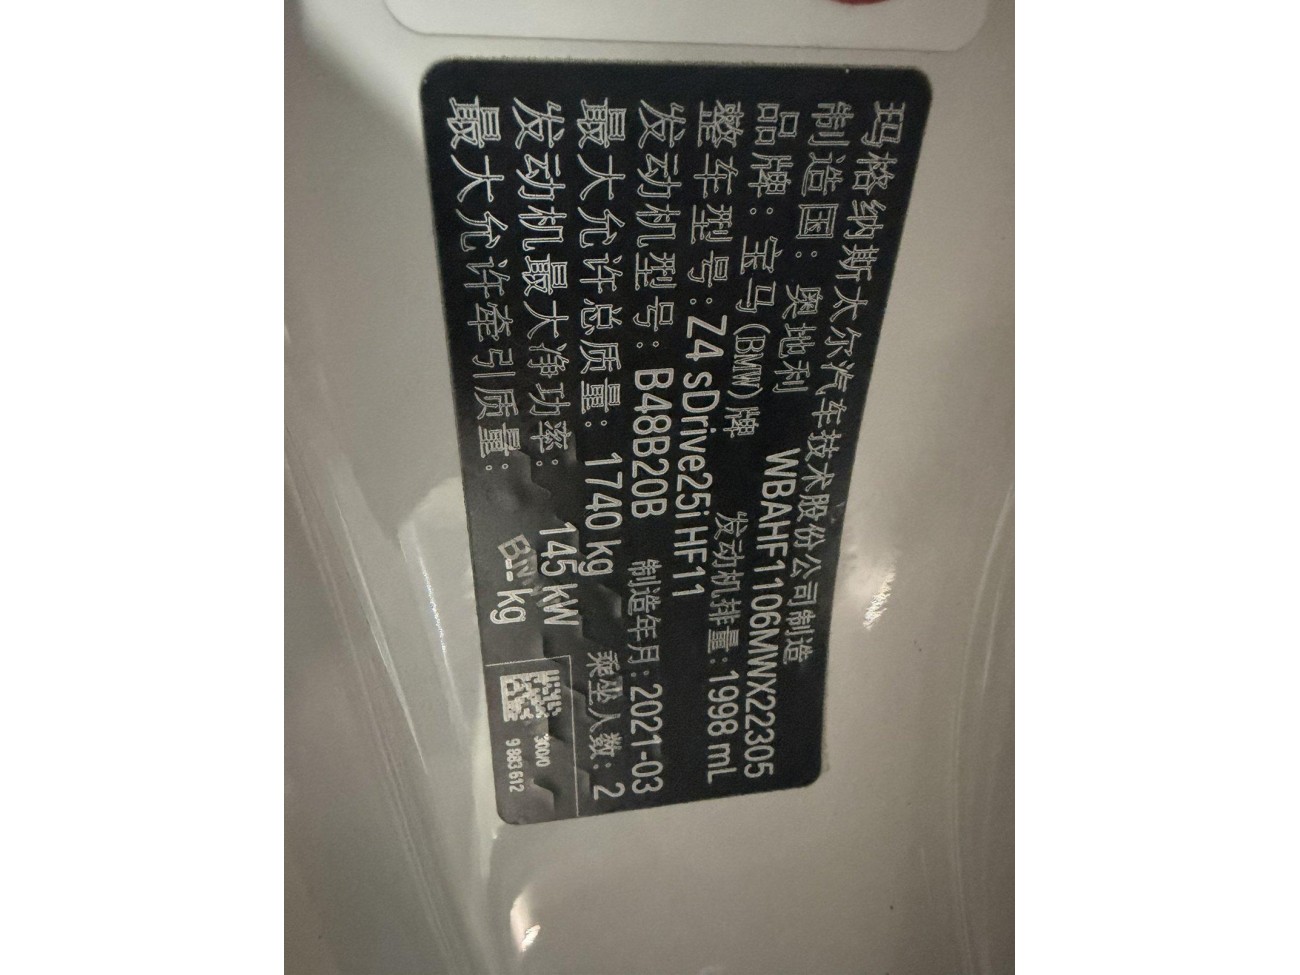 玛格纳斯太尔汽车技术股份公司制造
制造国：奥地利 WBAHF1106MWX22305
品牌：宝马(BMW)牌 发动机排量：1998 mL
整车型号：Z4 sDrive25i HF11
发动机型号：B48B20B 制造年月：2021-03
最大允许总质量：1740 kg 乘坐人数：2
发动机最大净功率：145 kW
最大允许牵引质量： -- kg
300/0
9 883 612